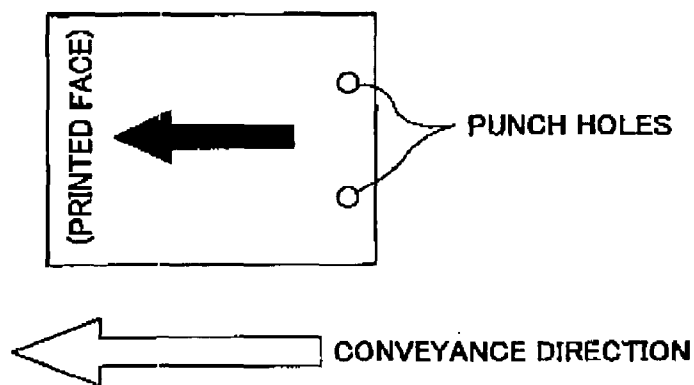 (PRINTED FACE)
PUNCH HOLES
CONVEYANCE DIRECTION